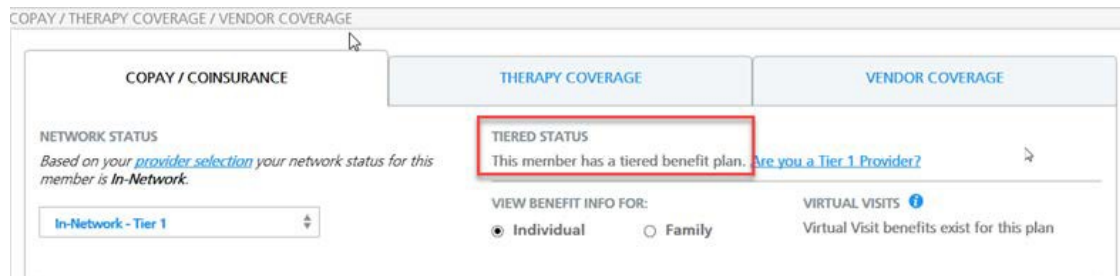 COPAY / THERAPY COVERAGE / VENDOR COVERAGE
COPAY / COINSURANCE
THERAPY COVERAGE
VENDOR COVERAGE
NETWORK STATUS
Based on your provider selection your network status for this
member is In-Network.
In-Network - Tier 1
TIERED STATUS
This member has a tiered benefit plan. Are you a Tier 1 Provider?
VIEW BENEFIT INFO FOR:
Individual
Family
VIRTUAL VISITS
Virtual Visit benefits exist for this plan